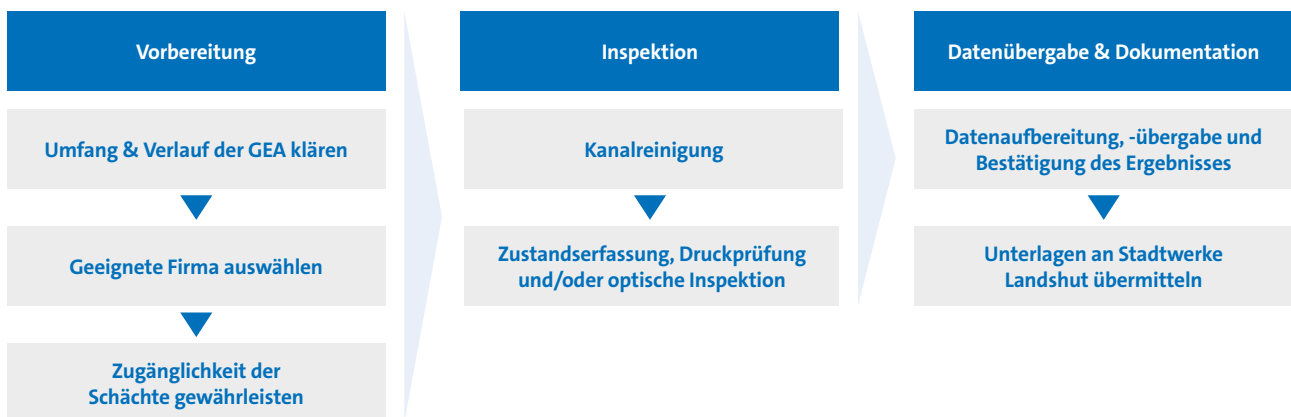 Vorbereitung
Umfang & Verlauf der GEA klären
Geeignete Firma auswählen
Zugänglichkeit der
Schächte gewährleisten
Inspektion
Kanalreinigung
Zustandserfassung, Druckprüfung
und/oder optische Inspektion
Datenübergabe & Dokumentation
Datenaufbereitung, -übergabe und
Bestätigung des Ergebnisses
Unterlagen an Stadtwerke
Landshut übermitteln